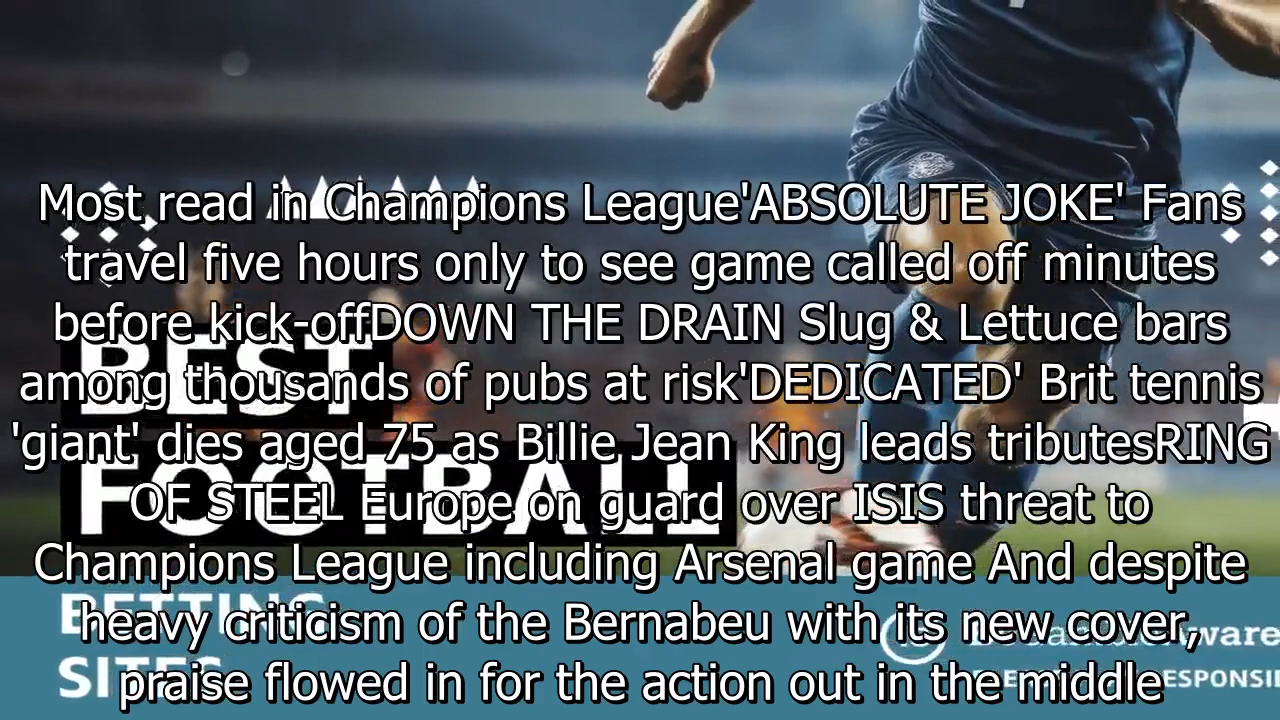 Most read in Champions League'ABSOLUTE JOKE' Fans
travel five hours only to see game called off minutes
before kick-offDOWN THE DRAIN Slug & Lettuce bars
among thousands of pubs at risk'DEDICATED' Brit tennis
'giant' dies aged 75 as Billie Jean King leads tributesRING
OF STEEL Europe on guard over ISIS threat to
Champions League including Arsenal game And despite
heavy criticism of the Bernabeu with its new cover,
praise flowed in for the action out in the middle
BEST
FOOTBALL
BETTING
SITES